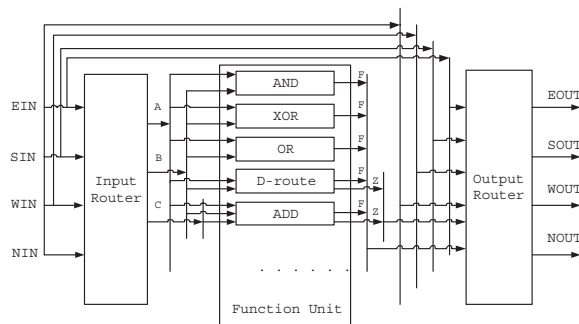 EIN
SIN
WIN
NIN
Input
Router
A
B
C
AND
F
XOR
F
OR
F
D-route
F
Z
ADD
F
Z
. . . . . .
Function Unit
Output
Router
EOUT
SOUT
WOUT
NOUT